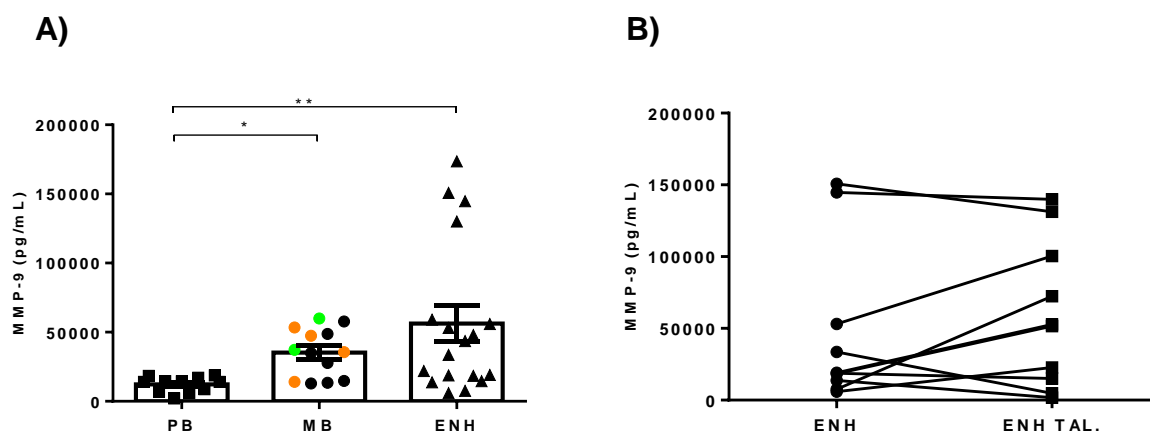 A)
B)
**
*
200000
150000
100000
50000
0
MMP-9 (pg/mL)
PB MB ENH
200000
150000
100000
50000
0
MMP-9 (pg/mL)
ENH ENH TAL.